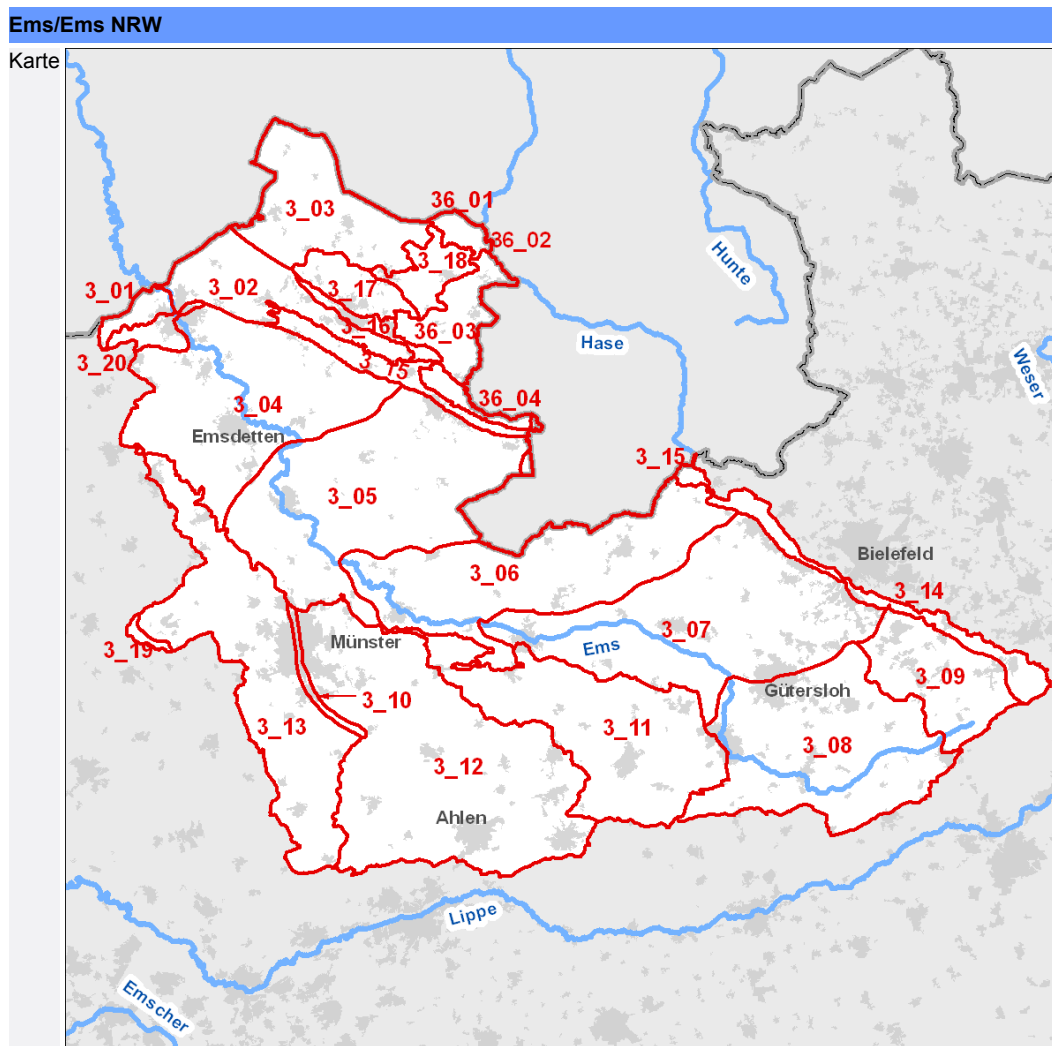 Ems/Ems NRW
Karte
36_01
3_03
36_02
Hunte
3_18
3_01
3_02
3_17
3_16
36_03
Hase
Weser
3_20
3_15
36_04
3_04
Emsdetten
3_15
3_05
Bielefeld
3_06
3_14
3_07
Münster
3_19
Ems
3_09
3_10
Gütersloh
3_13
3_11
3_08
3_12
Ahlen
Lippe
Emscher